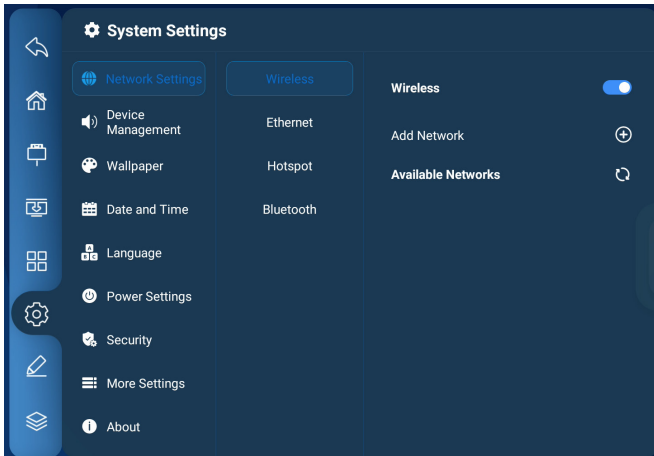 System Settings
Network Settings
Device
Management
Wallpaper
Date and Time
Language
Power Settings
Security
More Settings
About
Wireless
Ethernet
Hotspot
Bluetooth
Wireless
Add Network
Available Networks